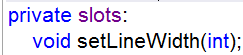 private slots:
void setLineWidth(int);